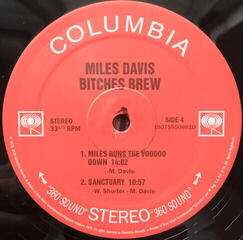 COLUMBIA
MILES DAVIS
BITCHES BREW
STEREO
33⅓ RPM
SIDE 4
1. MILES RUNS THE VOODOO
DOWN 14:02
-M. Davis-
2. SANCTUARY 10:57
-W. Shorter - M. Davis-
"360 SOUND" STEREO "360 SOUND"